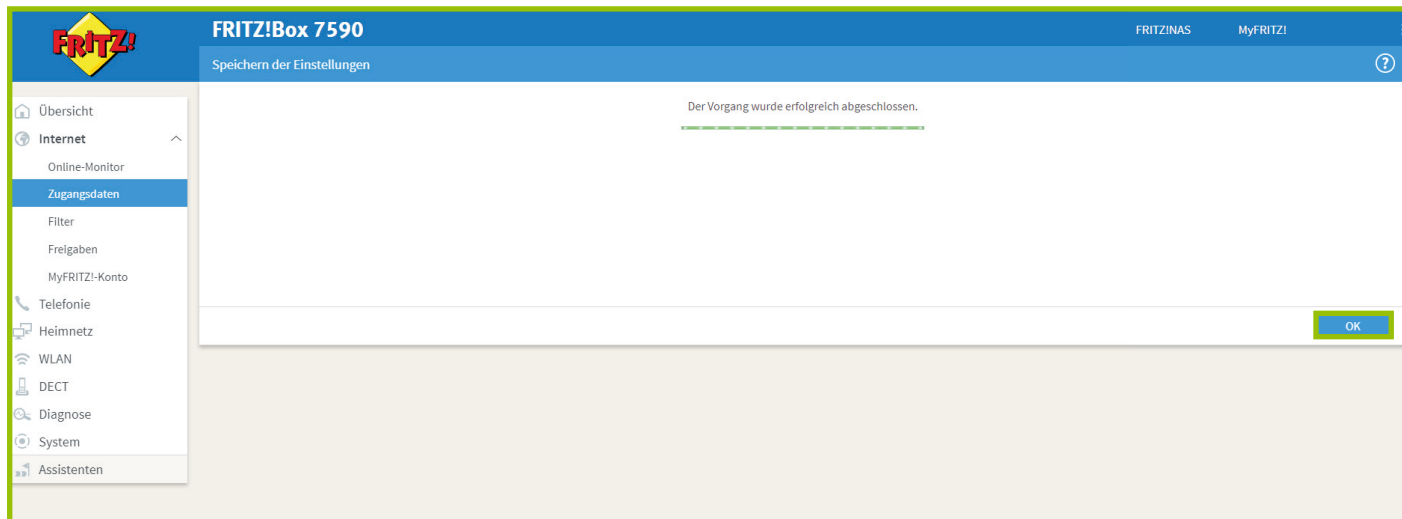 FRITZ!
FRITZ!Box 7590
FRITZ!NAS
MyFRITZ!
Speichern der Einstellungen
?
Übersicht
Internet
Online-Monitor
Zugangsdaten
Filter
Freigaben
MyFRITZ!-Konto
Telefonie
Heimnetz
WLAN
DECT
Diagnose
System
Assistenten
Der Vorgang wurde erfolgreich abgeschlossen.
OK